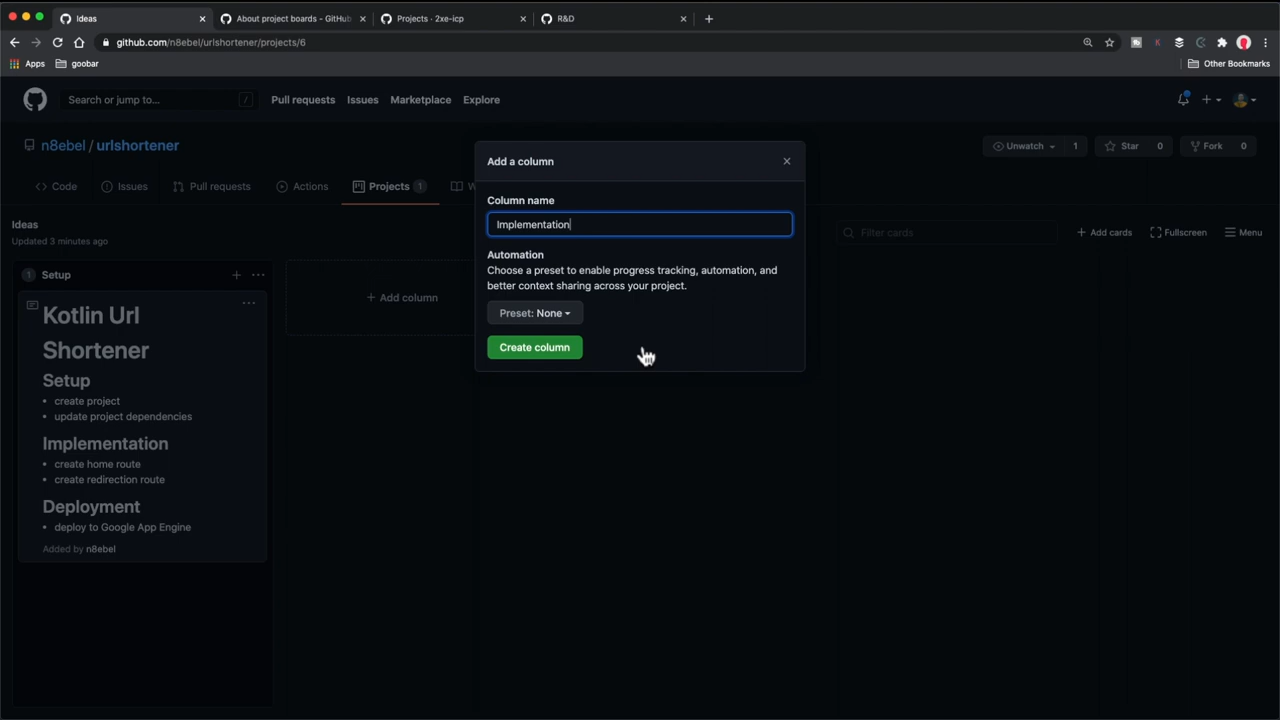 Ideas
About project boards - GitHub
Projects · 2xe-icp
R&D
github.com/n8ebel/urlshortener/projects/6
Apps
goobar
Other Bookmarks
Search or jump to...
/
Pull requests
Issues
Marketplace
Explore
n8ebel / urlshortener
Unwatch
1
Star
0
Fork
0
Code
Issues
Pull requests
Actions
Projects
1
W
Ideas
Updated 3 minutes ago
Filter cards
Add cards
Fullscreen
Menu
1
Setup
Add column
Kotlin Url
Shortener
Setup
• create project
• update project dependencies
Implementation
• create home route
• create redirection route
Deployment
• deploy to Google App Engine
Added by n8ebel
Add a column
Column name
Implementation
Automation
Choose a preset to enable progress tracking, automation, and
better context sharing across your project.
Preset: None
Create column